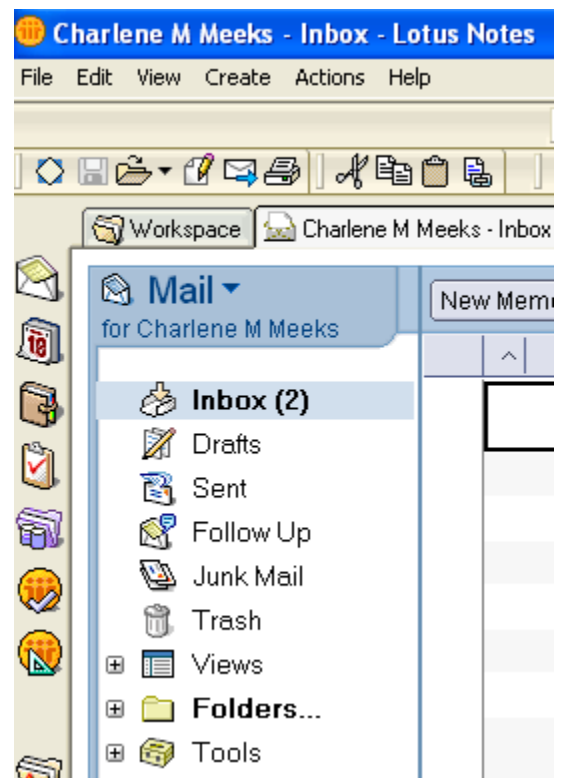 Charlene M Meeks - Inbox - Lotus Notes
File Edit View Create Actions Help
Workspace Charlene M Meeks - Inbox
Mail
for Charlene M Meeks
New Memo
18
Inbox (2)
Drafts
Sent
Follow Up
Junk Mail
Trash
Views
Folders...
Tools